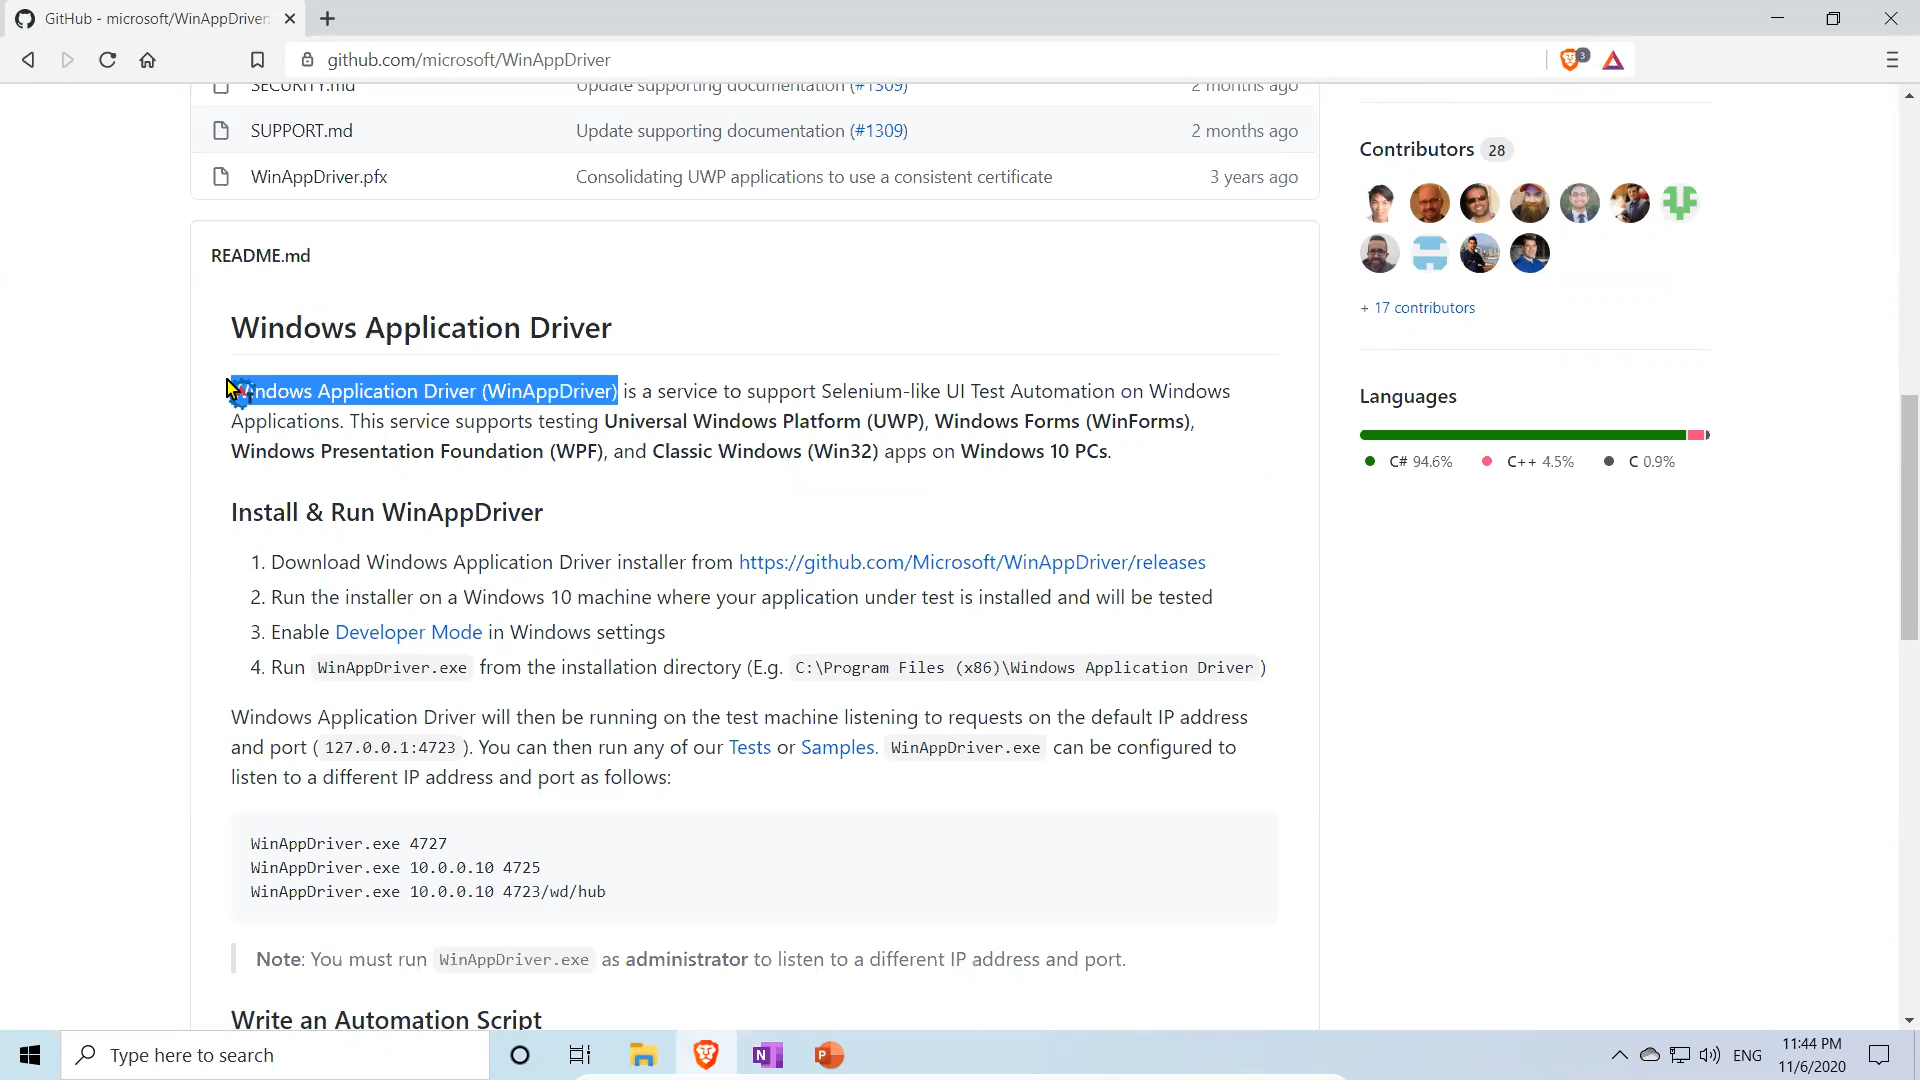 GitHub - microsoft/WinAppDriver:
github.com/microsoft/WinAppDriver
3
SECURITY.md Update supporting documentation (#1309) 2 months ago
SUPPORT.md Update supporting documentation (#1309) 2 months ago
WinAppDriver.pfx Consolidating UWP applications to use a consistent certificate 3 years ago
README.md
Windows Application Driver
Windows Application Driver (WinAppDriver) is a service to support Selenium-like UI Test Automation on Windows
Applications. This service supports testing Universal Windows Platform (UWP), Windows Forms (WinForms),
Windows Presentation Foundation (WPF), and Classic Windows (Win32) apps on Windows 10 PCs.
Install & Run WinAppDriver
1. Download Windows Application Driver installer from https://github.com/Microsoft/WinAppDriver/releases
2. Run the installer on a Windows 10 machine where your application under test is installed and will be tested
3. Enable Developer Mode in Windows settings
4. Run WinAppDriver.exe from the installation directory (E.g. C:\Program Files (x86)\Windows Application Driver )
Windows Application Driver will then be running on the test machine listening to requests on the default IP address
and port ( 127.0.0.1:4723 ). You can then run any of our Tests or Samples. WinAppDriver.exe can be configured to
listen to a different IP address and port as follows:
WinAppDriver.exe 4727
WinAppDriver.exe 10.0.0.10 4725
WinAppDriver.exe 10.0.0.10 4723/wd/hub
Note: You must run WinAppDriver.exe as administrator to listen to a different IP address and port.
Write an Automation Script
Contributors 28
+ 17 contributors
Languages
C# 94.6% C++ 4.5% C 0.9%
Type here to search
N
P
ENG
11:44 PM
11/6/2020